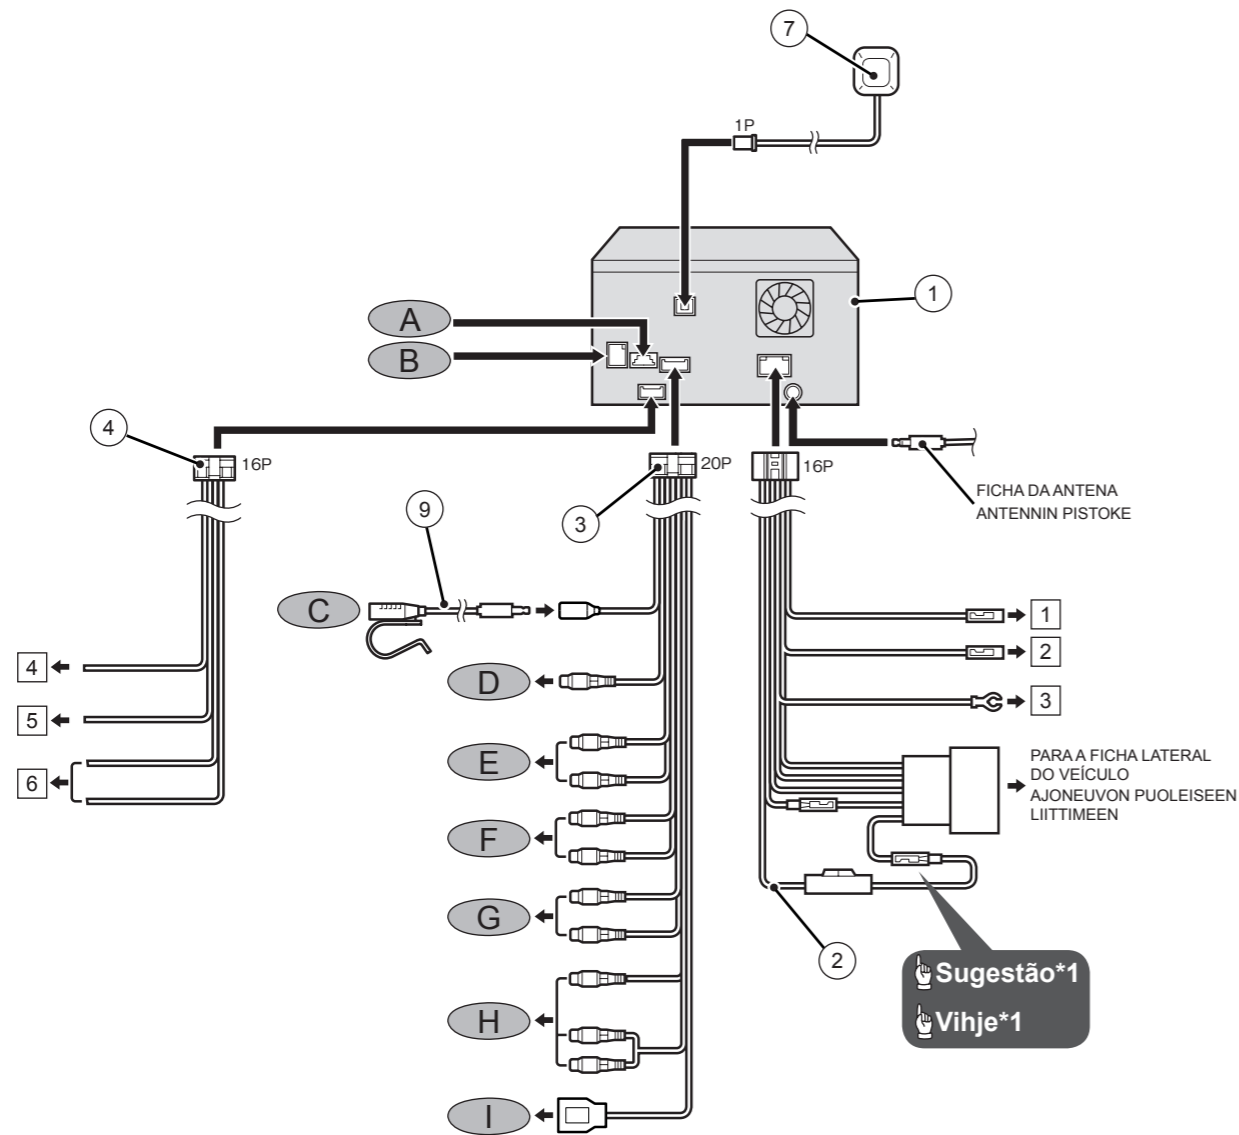 7
1P
1
A
B
4
16P
3
20P
16P
FICHA DA ANTENA
ANTENNIN PISTOKE
9
C
1
2
3
D
4
5
6
E
PARA A FICHA LATERAL
DO VEÍCULO
AJONEUVON PUOLEISEEN
LIITTIMEEN
F
G
2
Sugestão*1
Vihje*1
H
I